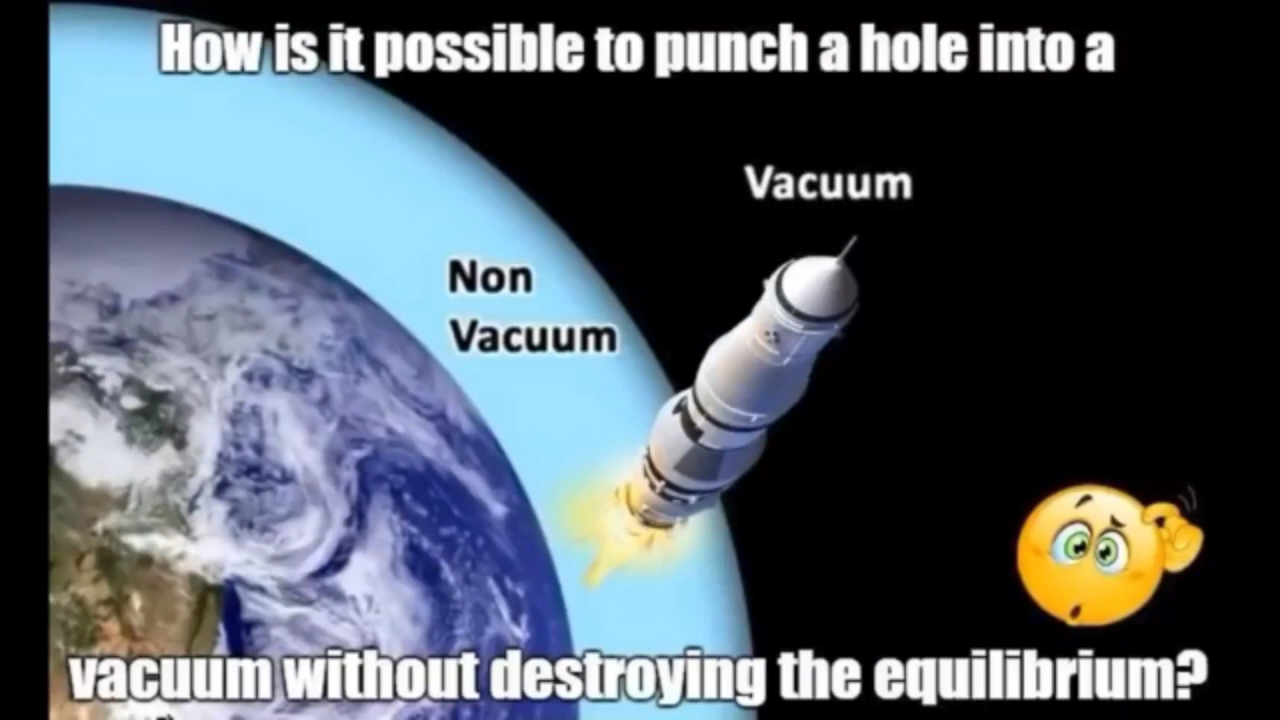 How is it possible to punch a hole into a
Vacuum
Non
Vacuum
vacuum without destroying the equilibrium?